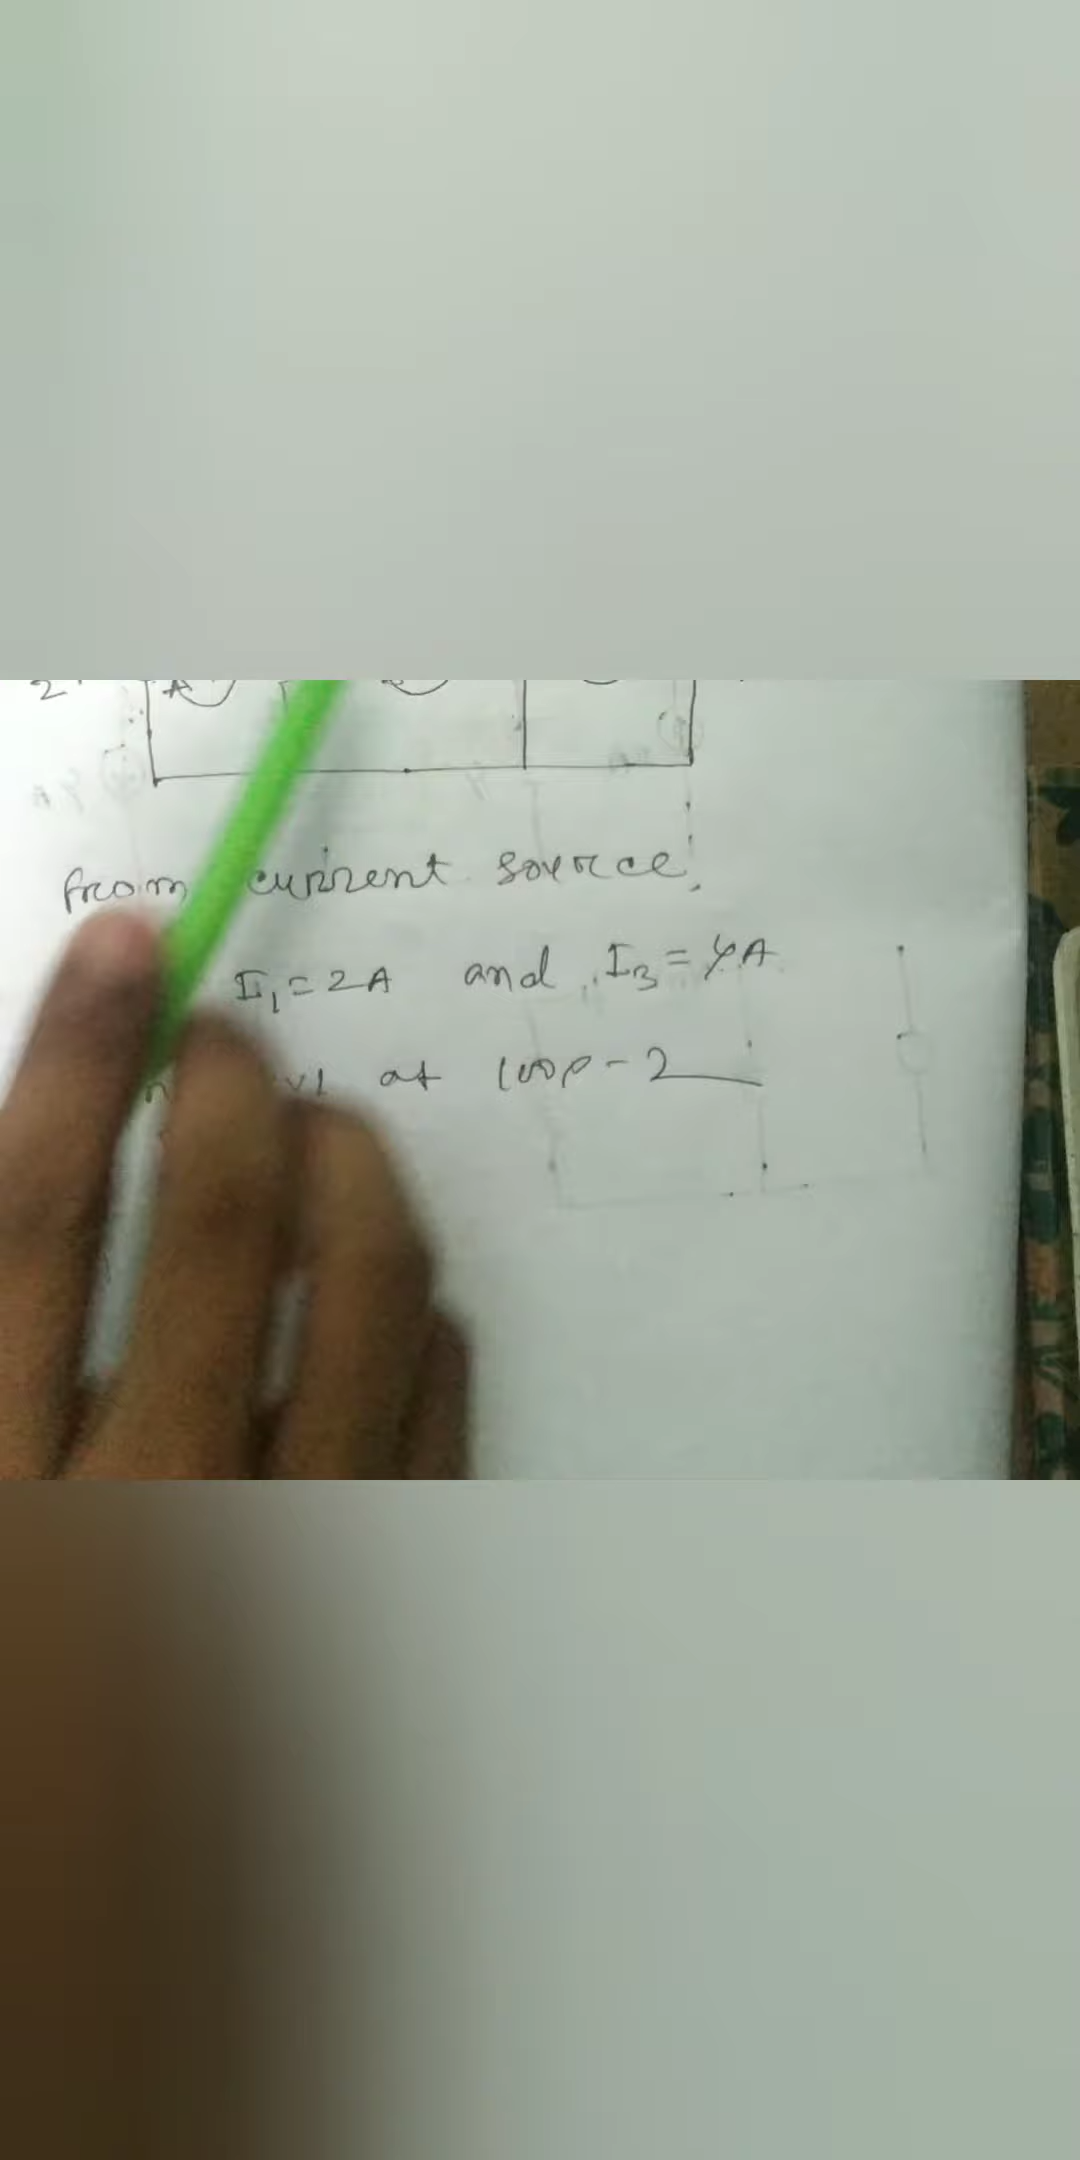 from current source,
I₁ = 2A and I₃ = 4A
at loop-2